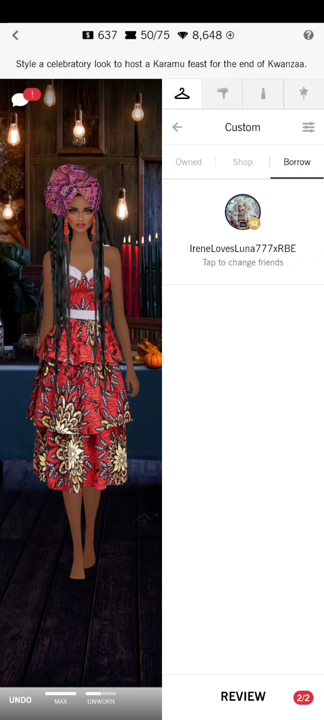 637 50/75 8,648
Style a celebratory look to host a Karamu feast for the end of Kwanzaa.
!
Custom
Owned Shop Borrow
IreneLovesLuna777xRBE
Tap to change friends
UNDO MAX UNWORN
REVIEW 2/2